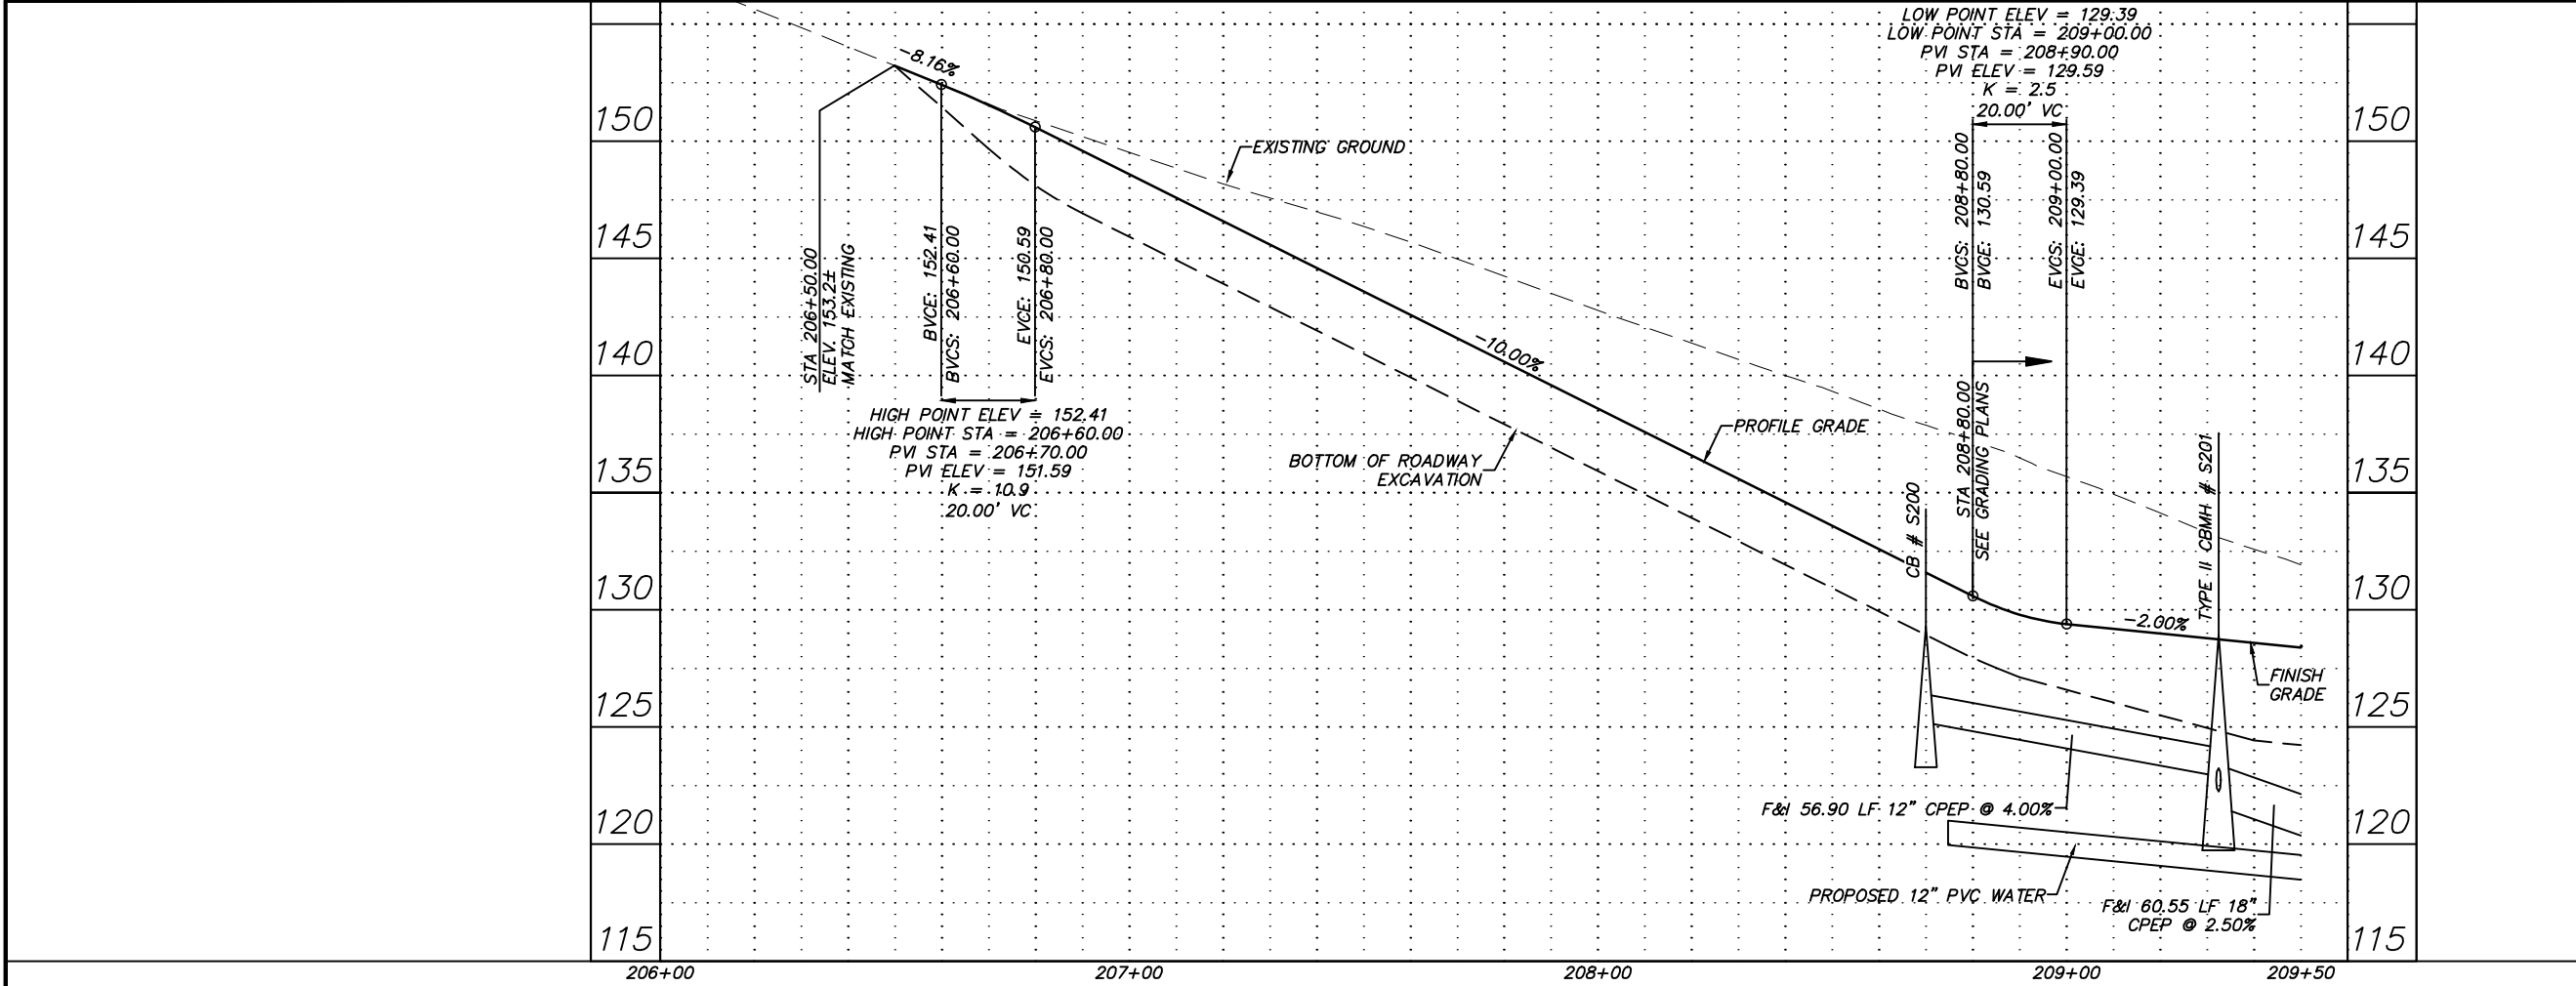 LOW POINT ELEV = 129.39
LOW POINT STA = 209+00.00
PVI STA = 208+90.00
PVI ELEV = 129.59
K = 2.5
20.00' VC
-8.16%
EXISTING GROUND
150
145
140
135
130
125
120
115
150
145
140
135
130
125
120
115
STA 206+50.00
ELEV. 153.2±
MATCH EXISTING
BVCE: 152.41
BVCS: 206+60.00
EVCE: 150.59
EVCS: 206+80.00
HIGH POINT ELEV = 152.41
HIGH POINT STA = 206+60.00
PVI STA = 206+70.00
PVI ELEV = 151.59
K = 10.9
20.00' VC
BVCS: 208+80.00
BVCE: 130.59
EVCS: 209+00.00
EVCE: 129.39
-10.00%
PROFILE GRADE
BOTTOM OF ROADWAY
EXCAVATION
CB # S200
STA 208+80.00
SEE GRADING PLANS
TYPE II CBMH # S201
-2.00%
FINISH
GRADE
F&I 56.90 LF 12" CPEP @ 4.00%
PROPOSED 12" PVC WATER
F&I 60.55 LF 18"
CPEP @ 2.50%
206+00
207+00
208+00
209+00
209+50